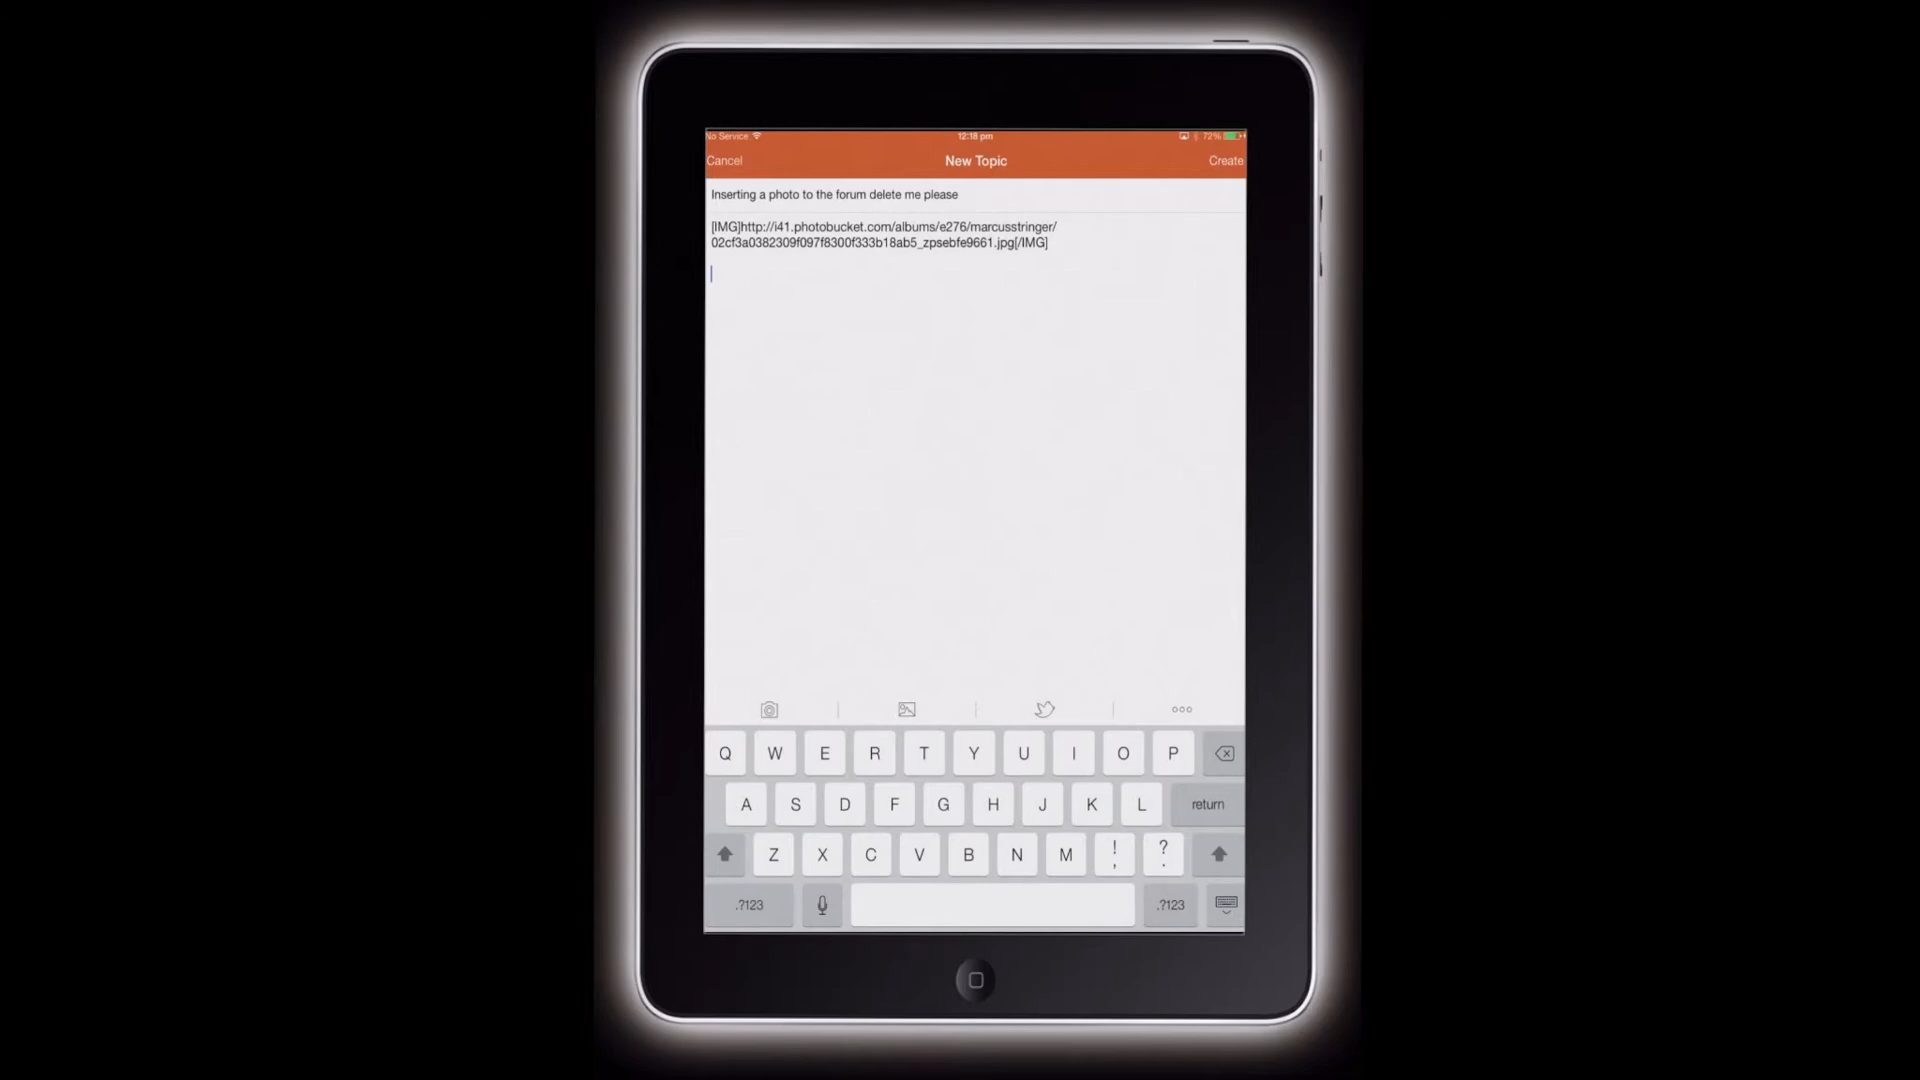 No Service 12:18 pm 72%
Cancel New Topic Create
Inserting a photo to the forum delete me please
[IMG]http://i41.photobucket.com/albums/e276/marcusstringer/
02cf3a0382309f097f8300f333b18ab5_zpsebfe9661.jpg[/IMG]
Q W E R T Y U I O P
A S D F G H J K L return
Z X C V B N M ! , ? .
.?123 .?123